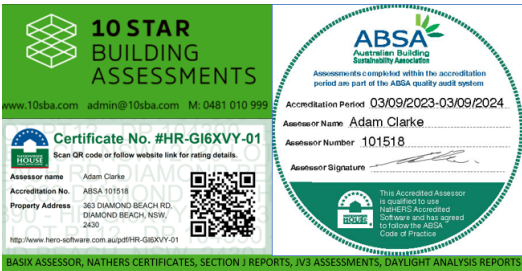 10 STAR
BUILDING
ASSESSMENTS
www.10sba.com admin@10sba.com M: 0481 010 999
NATIONWIDE
HOUSE
Certificate No. #HR-GI6XVY-01
Scan QR code or follow website link for rating details.
Assessor name Adam Clarke
Accreditation No. ABSA 101518
Property Address 363 DIAMOND BEACH RD,
DIAMOND BEACH, NSW,
2430
http://www.hero-software.com.au/pdf/HR-GI6XVY-01
ABSA
Australian Building
Sustainability Association
Assessments completed within the accreditation
period are part of the ABSA quality audit system
Accreditation Period 03/09/2023-03/09/2024
Assessor Name Adam Clarke
Assessor Number 101518
Assessor Signature
HOUSE
This Accredited Assessor
is qualified to use
NatHERS Accredited
Software and has agreed
to follow the ABSA
Code of Practice
BASIX ASSESSOR, NATHERS CERTIFICATES, SECTION J REPORTS, JV3 ASSESSMENTS, DAYLIGHT ANALYSIS REPORTS